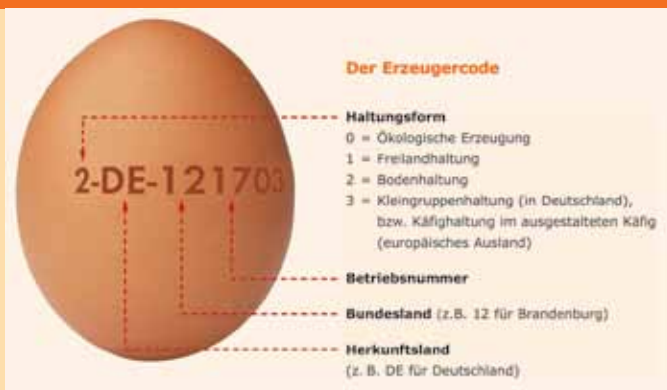 Der Erzeugercode
Haltungsform
0 = Ökologische Erzeugung
1 = Freilandhaltung
2 = Bodenhaltung
3 = Kleingruppenhaltung (in Deutschland),
bzw. Käfighaltung im ausgestalteten Käfig
(europäisches Ausland)
2-DE-121703
Betriebsnummer
Bundesland (z.B. 12 für Brandenburg)
Herkunftsland
(z. B. DE für Deutschland)